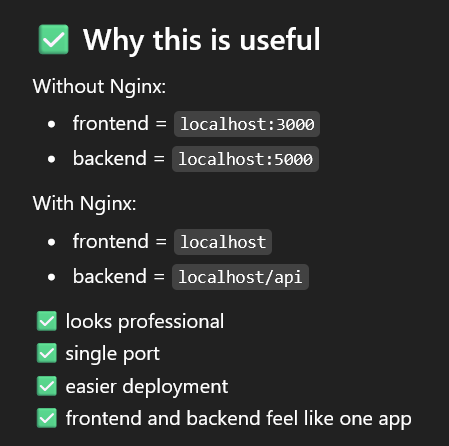 ✅ Why this is useful
Without Nginx:
• frontend = localhost:3000
• backend = localhost:5000
With Nginx:
• frontend = localhost
• backend = localhost/api
✅ looks professional
✅ single port
✅ easier deployment
✅ frontend and backend feel like one app